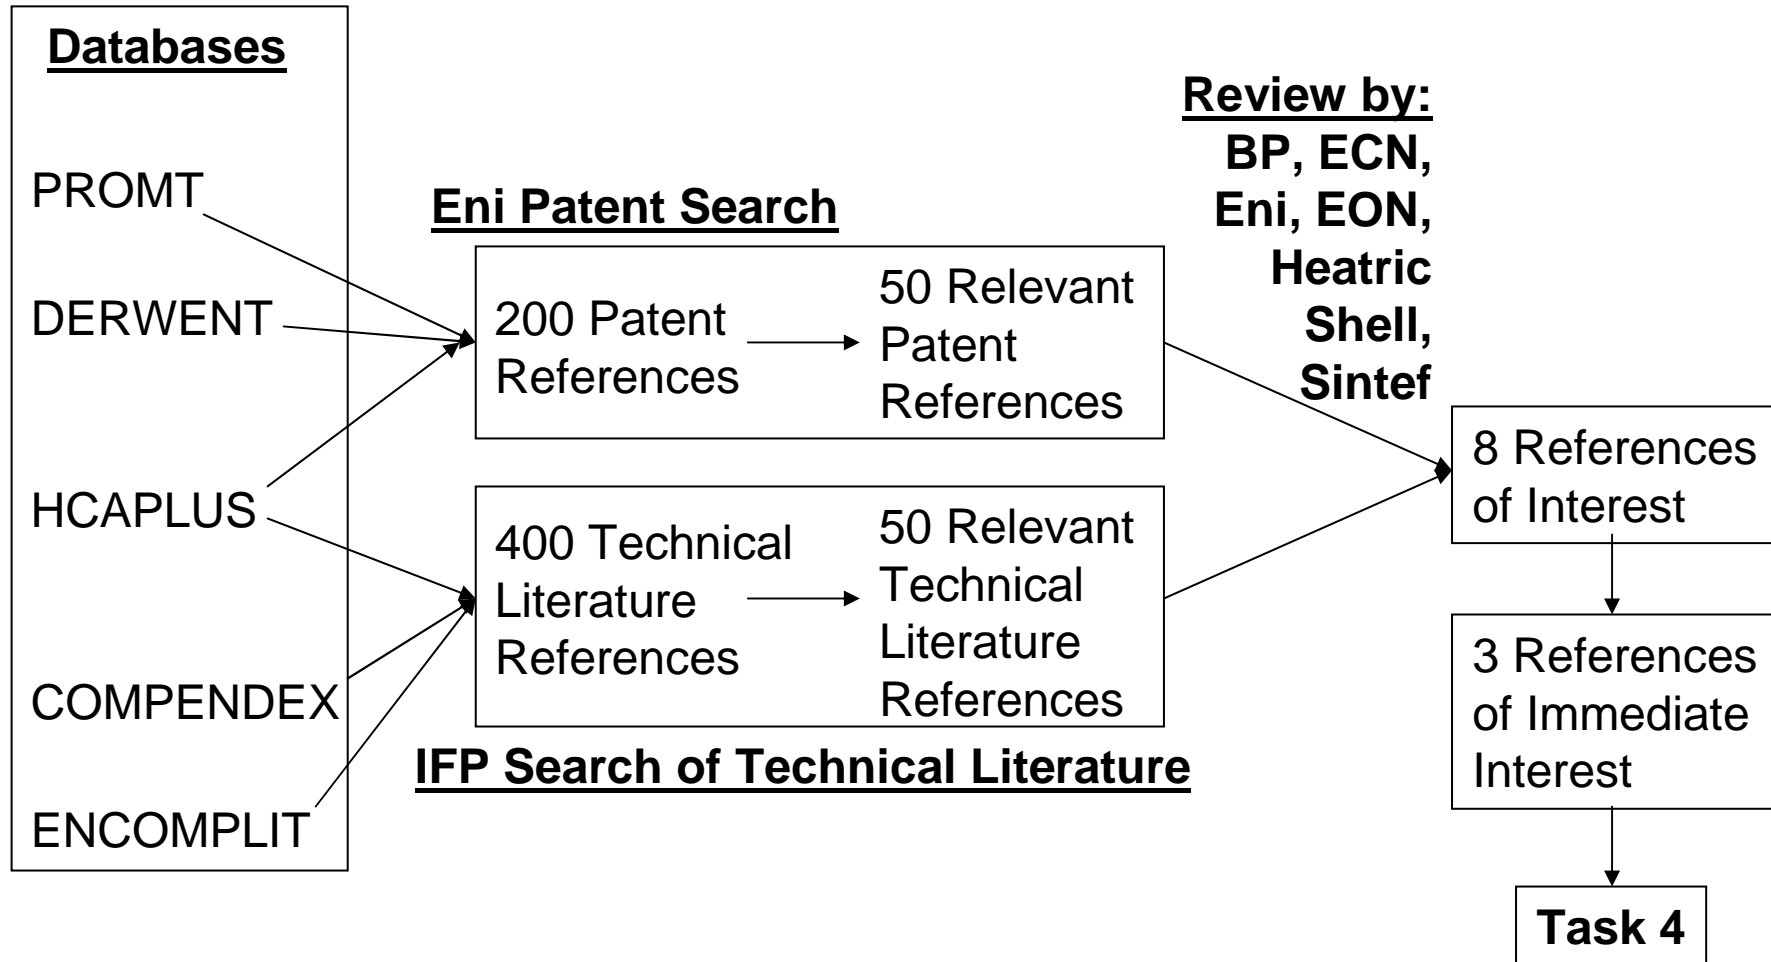 Databases
PROMT
DERWENT
HCAPLUS
COMPENDEX
ENCOMPLIT
Eni Patent Search
200 Patent
References
50 Relevant
Patent
References
400 Technical
Literature
References
50 Relevant
Technical
Literature
References
IFP Search of Technical Literature
Review by:
BP, ECN,
Eni, EON,
Heatric
Shell,
Sintef
8 References
of Interest
3 References
of Immediate
Interest
Task 4